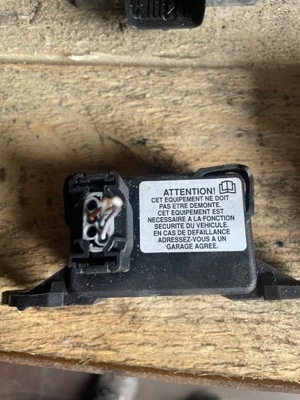 ATTENTION!
CET EQUIPEMENT NE DOIT
PAS ETRE DEMONTE.
CET EQUIPEMENT EST
NECESSAIRE A LA FONCTION
SECURITE DU VEHICULE.
EN CAS DE DEFAILLANCE
ADRESSEZ-VOUS A UN
GARAGE AGREE.